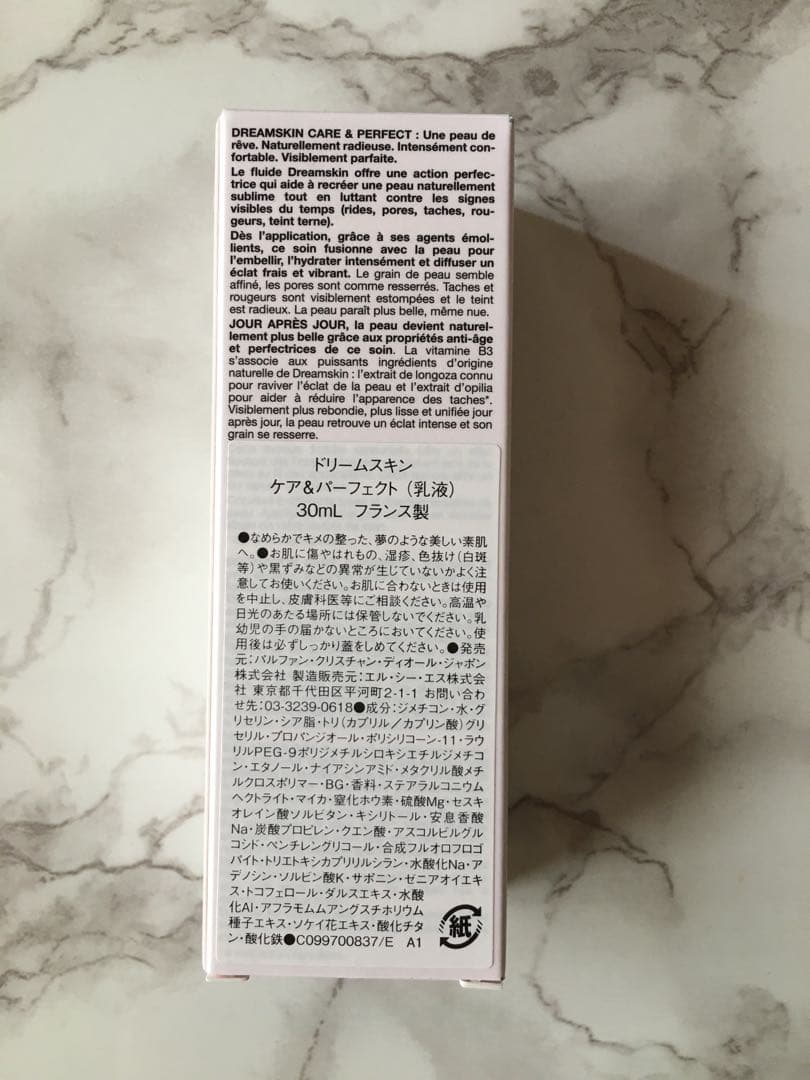 DREAMSKIN CARE & PERFECT : Une peau de
rêve. Naturellement radieuse. Intensément con-
fortable. Visiblement parfaite.
Le fluide Dreamskin offre une action perfec-
trice qui aide à recréer une peau naturellement
sublime tout en luttant contre les signes
visibles du temps (rides, pores, taches, rou-
geurs, teint terne).
Dès l'application, grâce à ses agents émol-
lients, ce soin fusionne avec la peau pour
l'embellir, l'hydrater intensément et diffuser un
éclat frais et vibrant. Le grain de peau semble
affiné, les pores sont comme resserrés. Taches et
rougeurs sont visiblement estompées et le teint
est radieux. La peau paraît plus belle, même nue.
JOUR APRÈS JOUR, la peau devient naturel-
lement plus belle grâce aux propriétés anti-âge
et perfectrices de ce soin. La vitamine B3
s'associe aux puissants ingrédients d'origine
naturelle de Dreamskin : l'extrait de longoza connu
pour raviver l'éclat de la peau et l'extrait d'opilia
pour aider à réduire l'apparence des taches*.
Visiblement plus rebondie, plus lisse et unifiée jour
après jour, la peau retrouve un éclat intense et son
grain se resserre.
ドリームスキン
ケア&パーフェクト（乳液）
30mL フランス製
●なめらかでキメの整った、夢のような美しい素肌
へ。●お肌に傷やはれもの、湿疹、色抜け(白斑
等)や黒ずみなどの異常が生じていないかよく注
意してお使いください。お肌に合わないときは使用
を中止し、皮膚科医等にご相談ください。高温や
日光のあたる場所には保管しないでください。乳
幼児の手の届かないところにおいてください。使
用後は必ずしっかり蓋をしめてください。●発売
元：パルファン・クリスチャン・ディオール・ジャポン
株式会社 製造販売元：エル・シー・エス株式会
社 東京都千代田区平河町2-1-1 お問い合わ
せ先：03-3239-0618●成分：ジメチコン・水・グ
リセリン・シア脂・トリ(カプリル／カプリン酸)グリ
セリル・プロパンジオール・ポリシリコーン-11・ラウ
リルPEG-9ポリジメチルシロキシエチルジメチコ
ン・エタノール・ナイアシンアミド・メタクリル酸メチ
ルクロスポリマー・BG・香料・ステアラルコニウム
ヘクトライト・マイカ・窒化ホウ素・硫酸Mg・セスキ
オレイン酸ソルビタン・キシリトール・安息香酸
Na・炭酸プロピレン・クエン酸・アスコルビルグル
コシド・ペンチレングリコール・合成フルオロフロゴ
パイト・トリエトキシカプリリルシラン・水酸化Na・ア
デノシン・ソルビン酸K・サポニン・ゼニアオイエキ
ス・トコフェロール・ダルスエキス・水酸
化Al・アフラモムムアングスチホリウム
種子エキス・ソケイ花エキス・酸化チタ
ン・酸化鉄●C099700837/E A1
紙